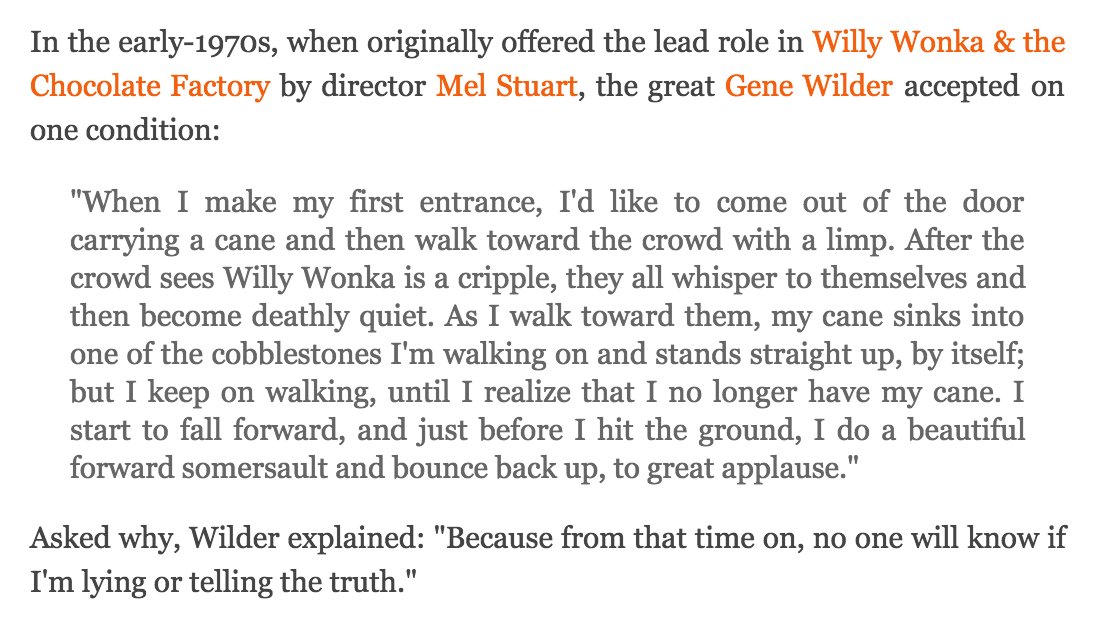 In the early-1970s, when originally offered the lead role in Willy Wonka & the
Chocolate Factory by director Mel Stuart, the great Gene Wilder accepted on
one condition:
"When I make my first entrance, I'd like to come out of the door
carrying a cane and then walk toward the crowd with a limp. After the
crowd sees Willy Wonka is a cripple, they all whisper to themselves and
then become deathly quiet. As I walk toward them, my cane sinks into
one of the cobblestones I'm walking on and stands straight up, by itself;
but I keep on walking, until I realize that I no longer have my cane. I
start to fall forward, and just before I hit the ground, I do a beautiful
forward somersault and bounce back up, to great applause."
Asked why, Wilder explained: "Because from that time on, no one will know if
I'm lying or telling the truth."